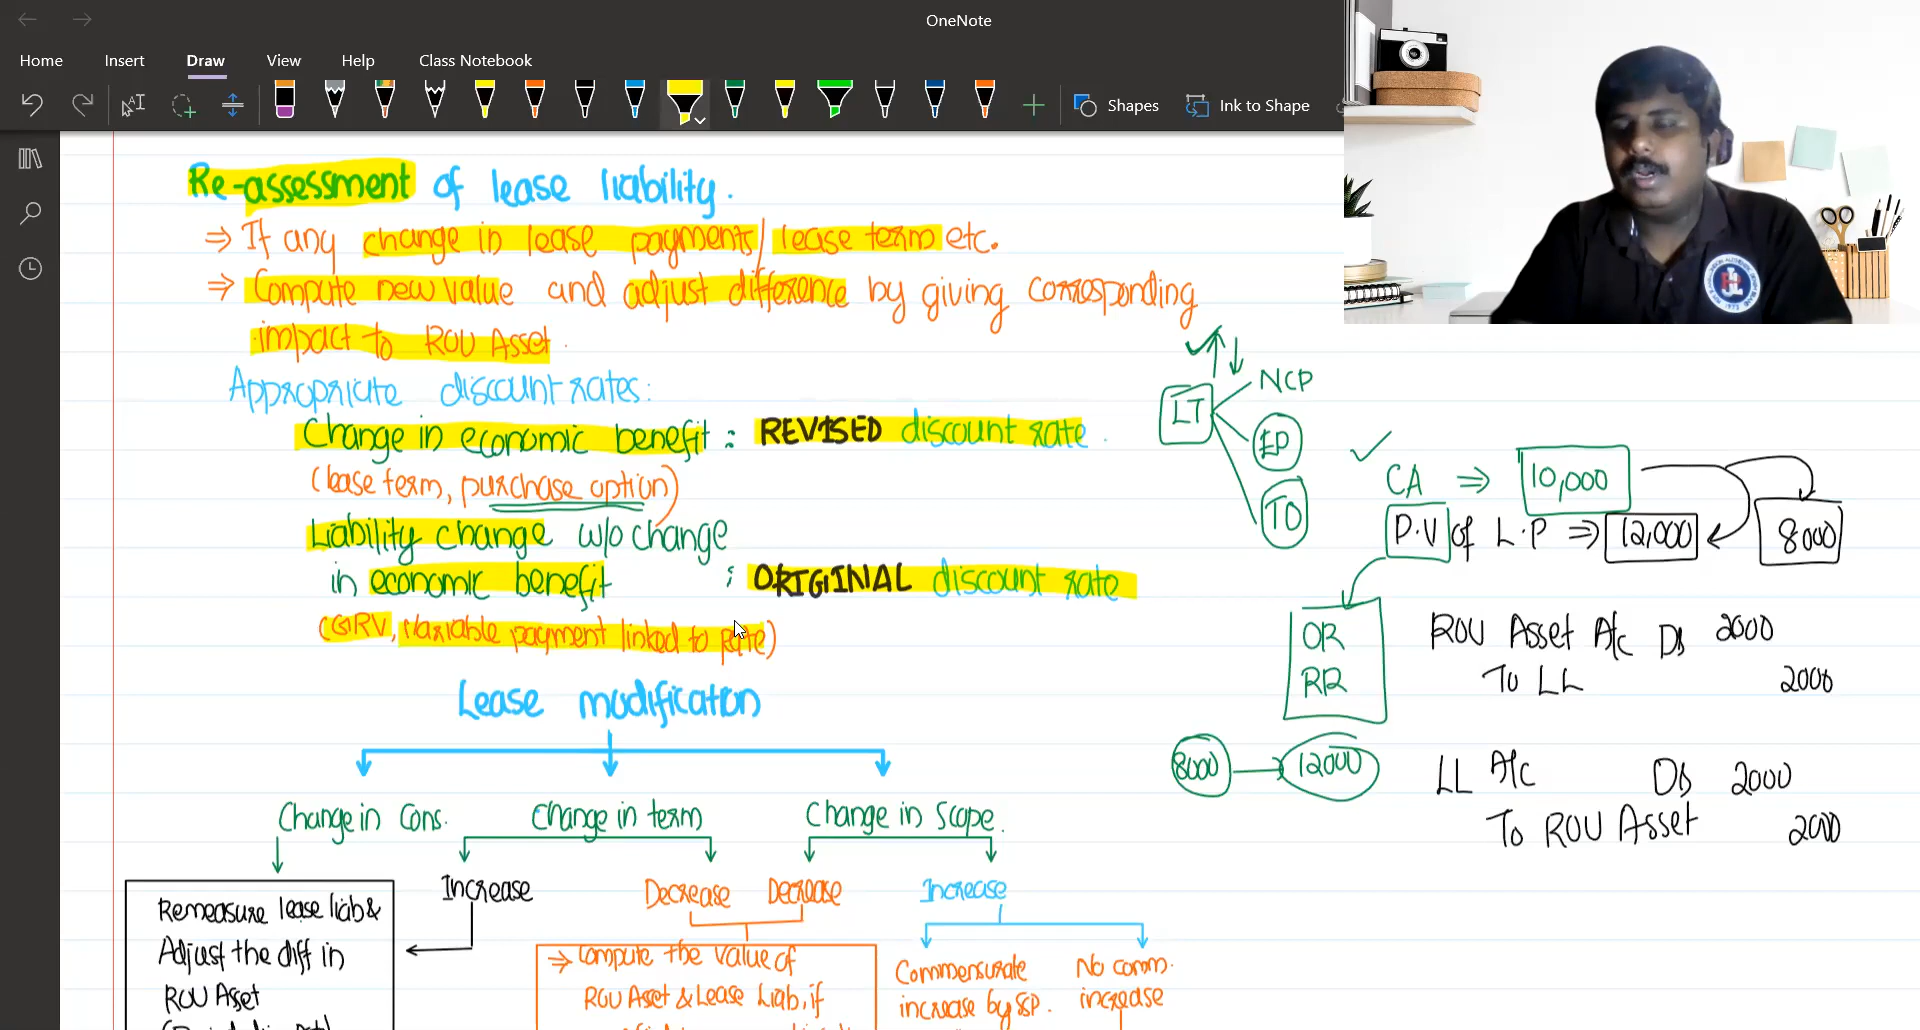 OneNote
Home Insert Draw View Help Class Notebook
Shapes Ink to Shape
Re-assessment of lease liability.
⇒ If any change in lease payments/ lease term etc.
⇒ Compute new value and adjust difference by giving corresponding
impact to ROU Asset.
Appropriate discount rates:
Change in economic benefit : REVISED discount rate.
(lease term, purchase option)
Liability change w/o change
in economic benefit : ORIGINAL discount rate
(GRV, Variable payment linked to rate)
Lease modification
Change in Cons. Change in term Change in Scope.
Increase Decrease Decrease Increase
Remeasure lease liab &
Adjust the diff in
ROU Asset
⇒ Compute the value of
ROU Asset & Lease Liab, if
Commensurate
increase by SSP.
No comm.
increase
LT NCP
EP
TO
CA ⇒ 10,000
P.V of L.P ⇒ 12,000 8000
OR
RR
ROU Asset A/c Dr 2000
To LL 2000
8000 → 12000
LL A/c Dr 2000
To ROU Asset 2000